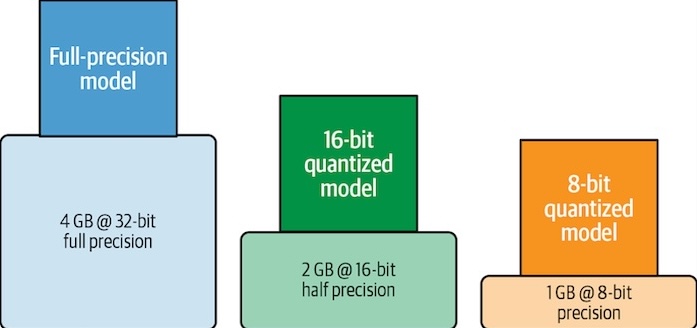 Full-precision
model
4 GB @ 32-bit
full precision
16-bit
quantized
model
2 GB @ 16-bit
half precision
8-bit
quantized
model
1 GB @ 8-bit
precision